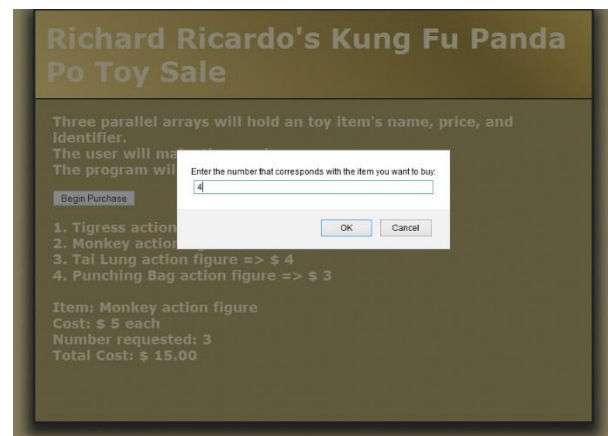 Richard Ricardo's Kung Fu Panda
Po Toy Sale
Three parallel arrays will hold an toy item's name, price, and
identifier.
The user will
The program will
Enter the number that corresponds with the item you want to buy:
4
OK Cancel
Begin Purchase
1. Tigress action
2. Monkey action
3. Tai Lung action figure => $ 4
4. Punching Bag action figure => $ 3
Item: Monkey action figure
Cost: $ 5 each
Number requested: 3
Total Cost: $ 15.00